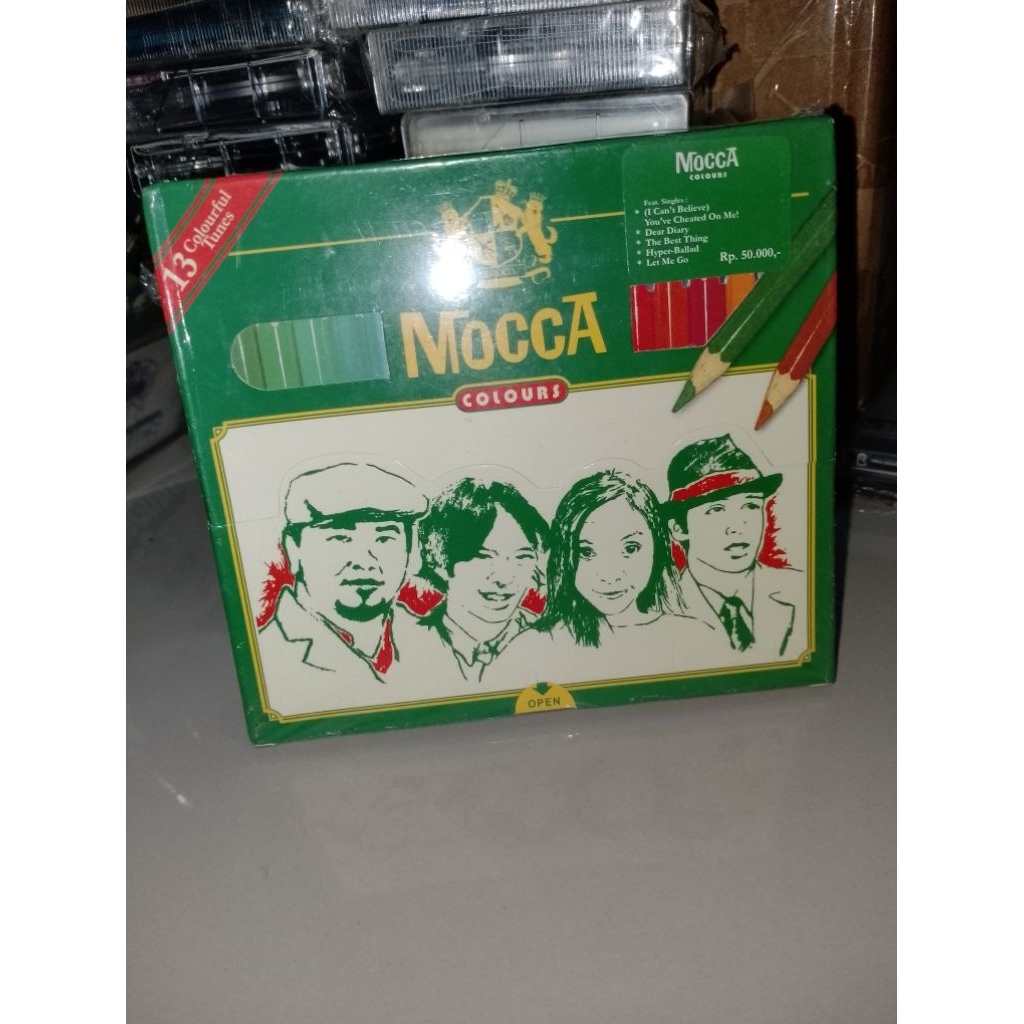 13 Colourful
Tunes
MOCCA
COLOURS
Feat. Singles :
* (I Can't Believe)
You've Cheated On Me!
* Dear Diary
* The Best Thing
* Hyper-Ballad
* Let Me Go
Rp. 50.000,-
MOCCA
COLOURS
OPEN